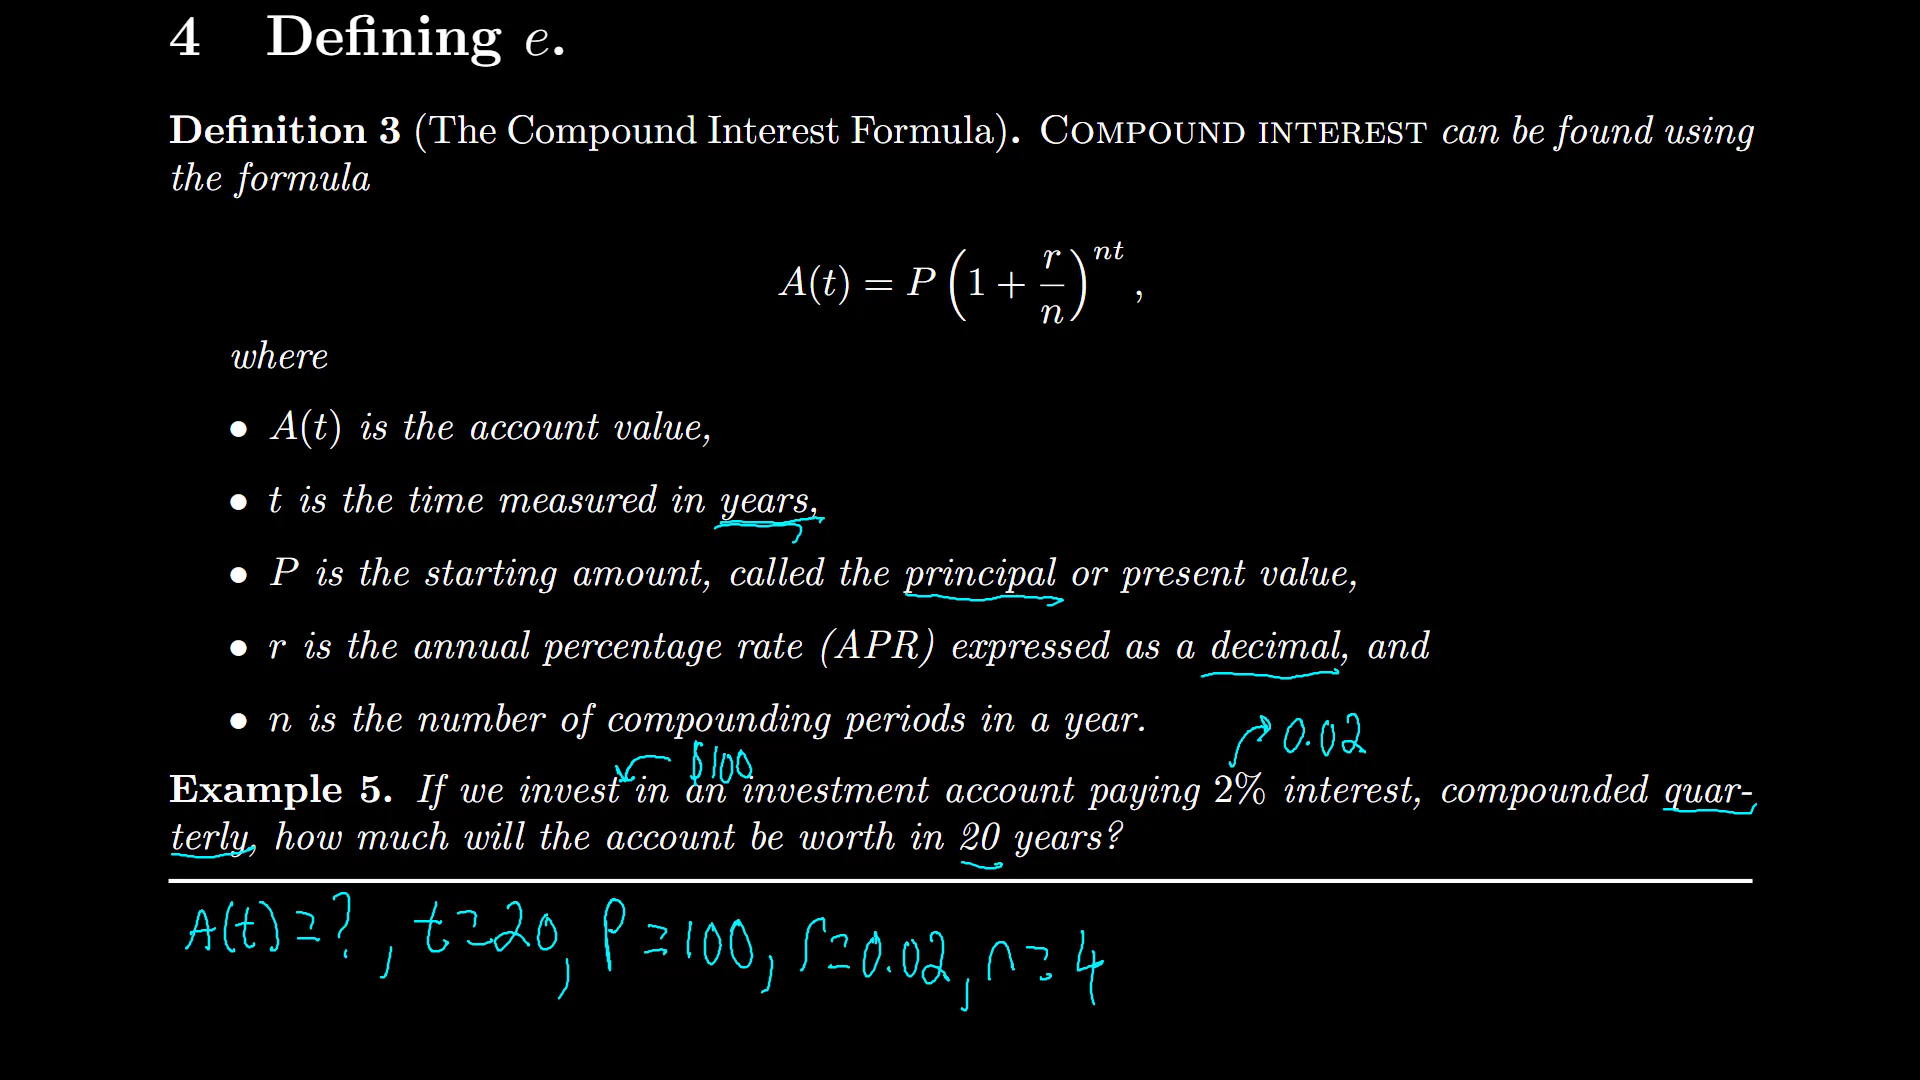 4 Defining e.
Definition 3 (The Compound Interest Formula). COMPOUND INTEREST can be found using
the formula
A(t) = P (1 + r/n)^{nt},
where
• A(t) is the account value,
• t is the time measured in years,
• P is the starting amount, called the principal or present value,
• r is the annual percentage rate (APR) expressed as a decimal, and
• n is the number of compounding periods in a year.
$100 0.02
Example 5. If we invest in an investment account paying 2% interest, compounded quar-
terly, how much will the account be worth in 20 years?
A(t) = ?, t = 20, P = 100, r = 0.02, n = 4